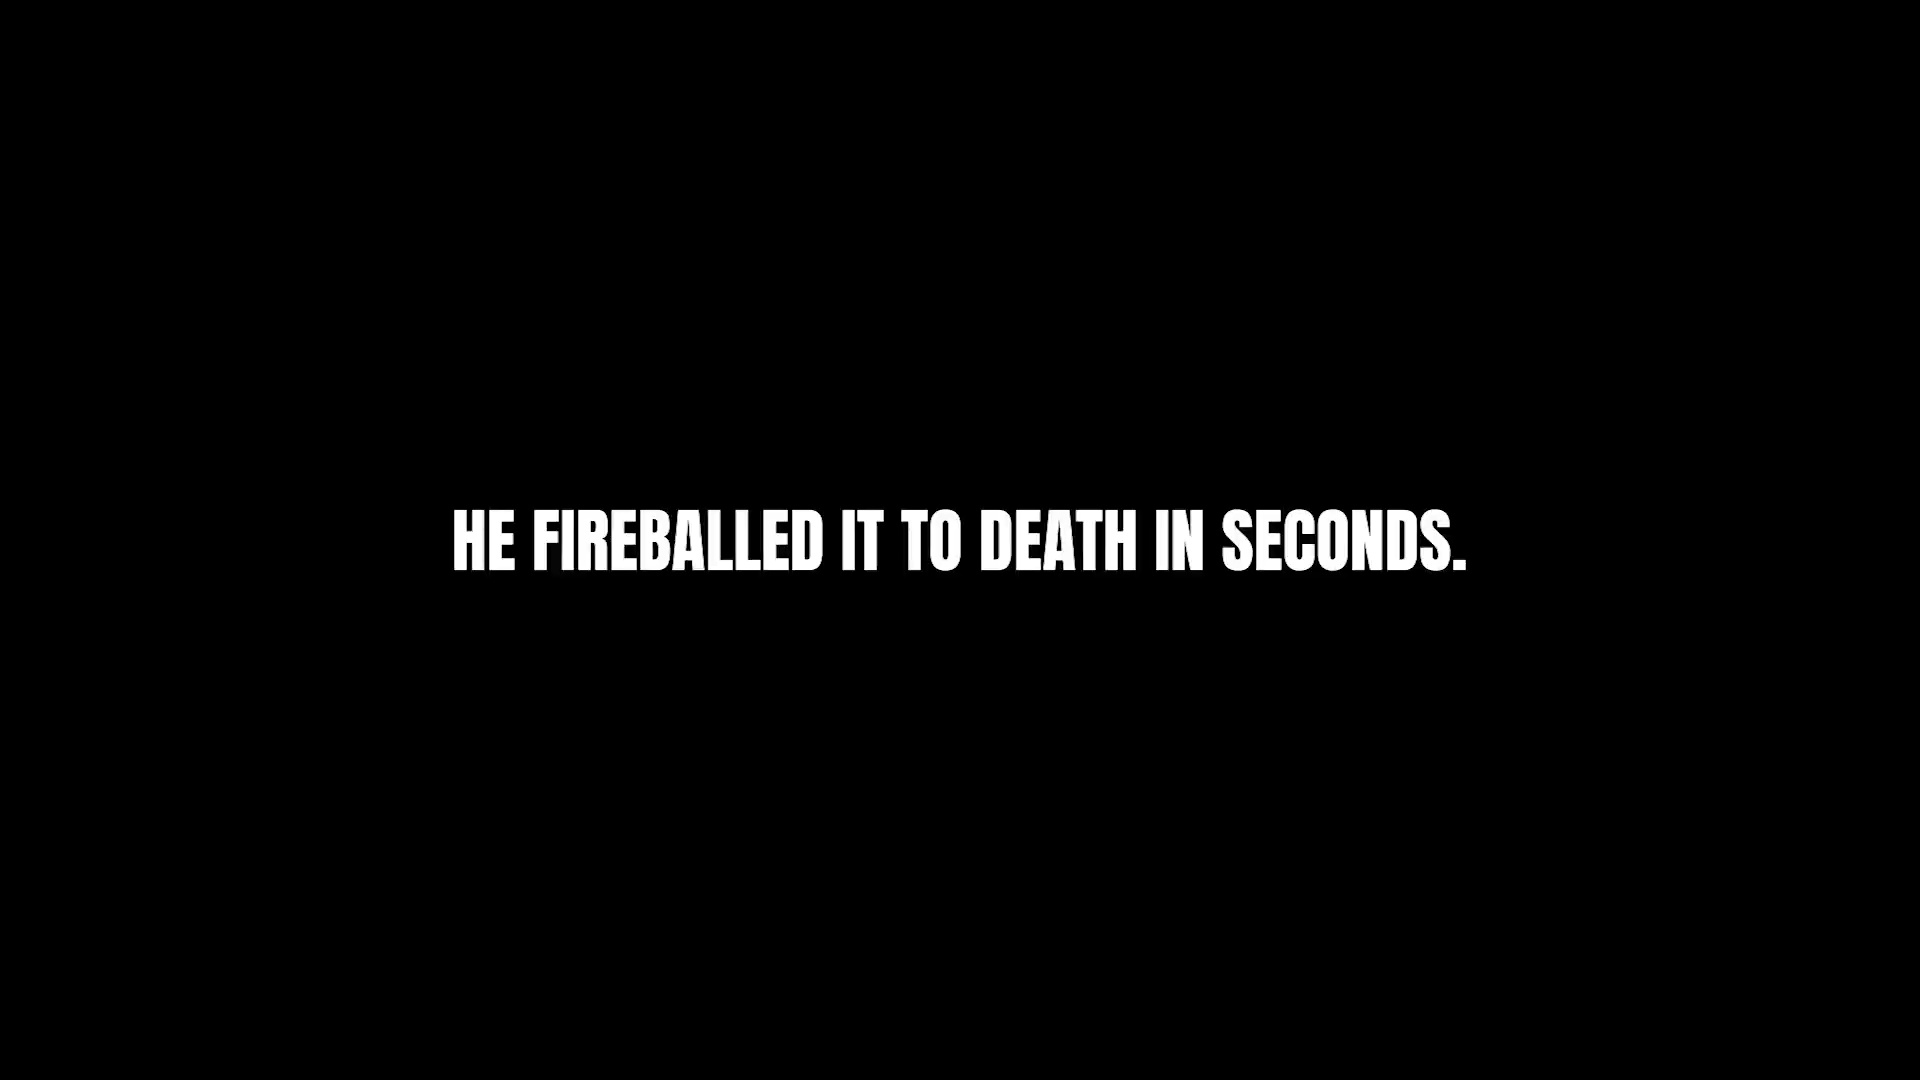 HE FIREBALLED IT TO DEATH IN SECONDS.